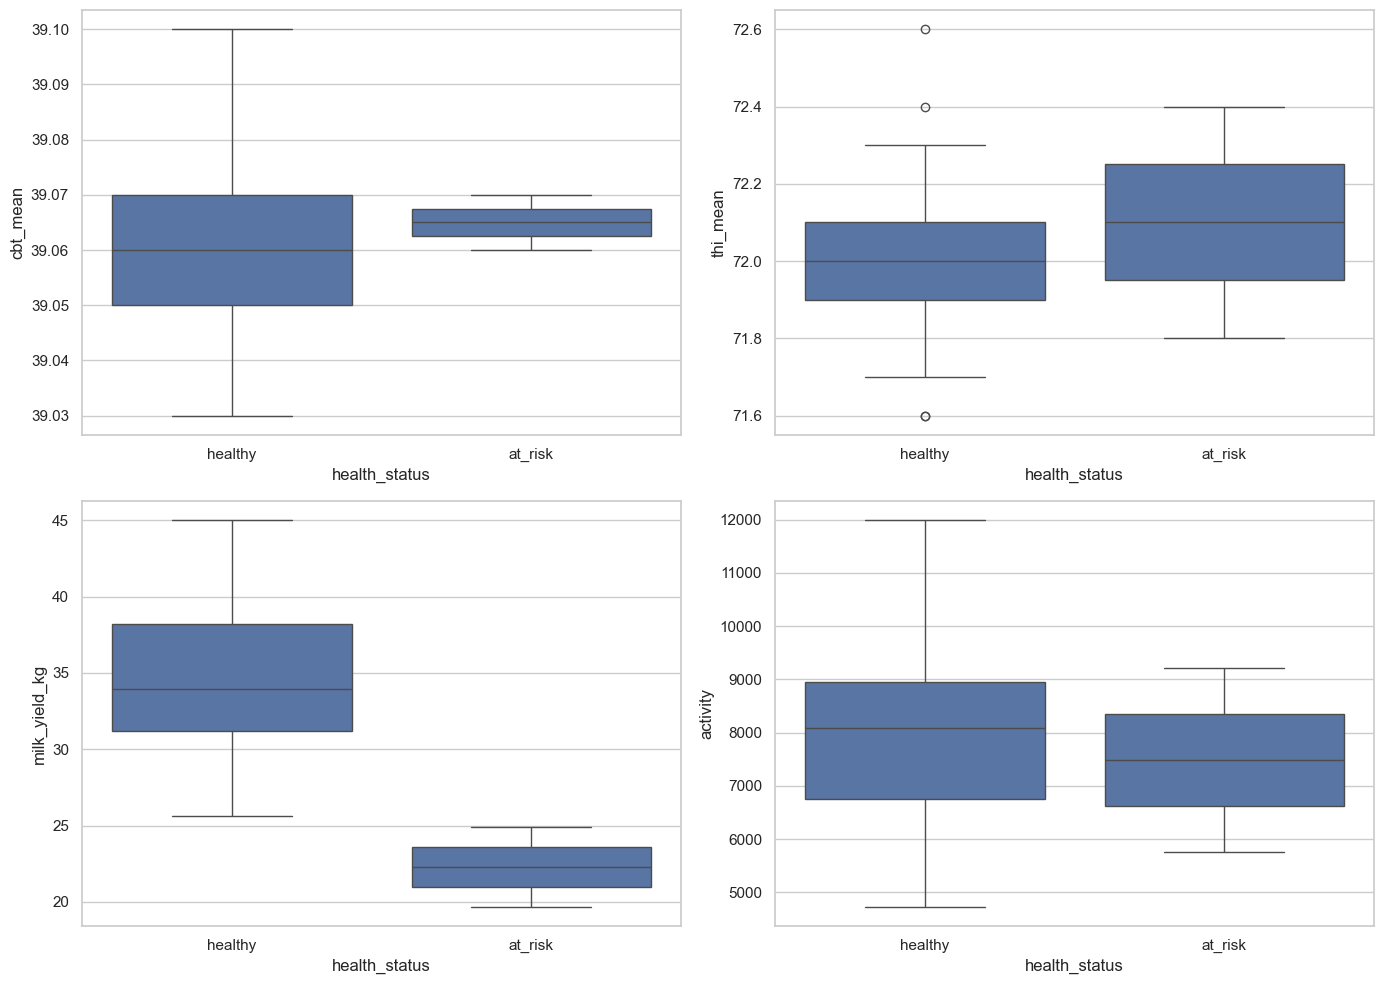 39.10
39.09
39.08
39.07
39.06
39.05
39.04
39.03
cbt_mean
healthy
at_risk
health_status
72.6
72.4
72.2
72.0
71.8
71.6
thi_mean
healthy
at_risk
health_status
45
40
35
30
25
20
milk_yield_kg
healthy
at_risk
health_status
12000
11000
10000
9000
8000
7000
6000
5000
activity
healthy
at_risk
health_status